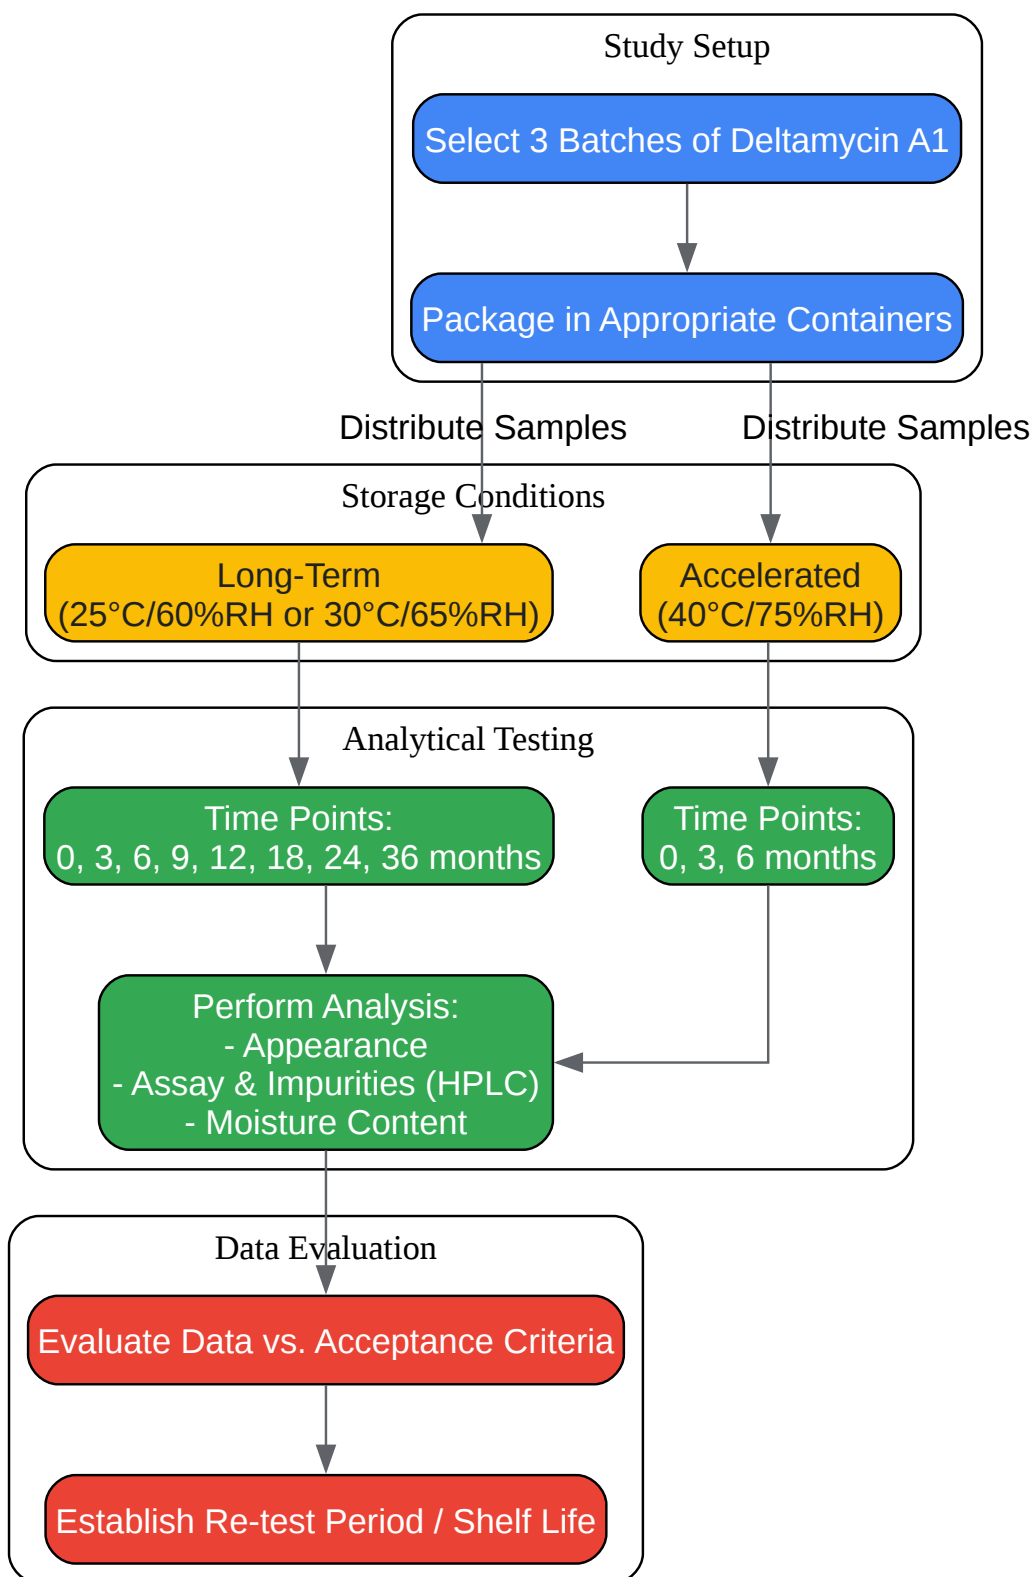 Study Setup
Select 3 Batches of Deltamycin A1
Package in Appropriate Containers
Distribute Samples
Distribute Samples
Storage Conditions
Long-Term
(25°C/60%RH or 30°C/65%RH)
Accelerated
(40°C/75%RH)
Analytical Testing
Time Points:
0, 3, 6, 9, 12, 18, 24, 36 months
Time Points:
0, 3, 6 months
Perform Analysis:
- Appearance
- Assay & Impurities (HPLC)
- Moisture Content
Data Evaluation
Evaluate Data vs. Acceptance Criteria
Establish Re-test Period / Shelf Life